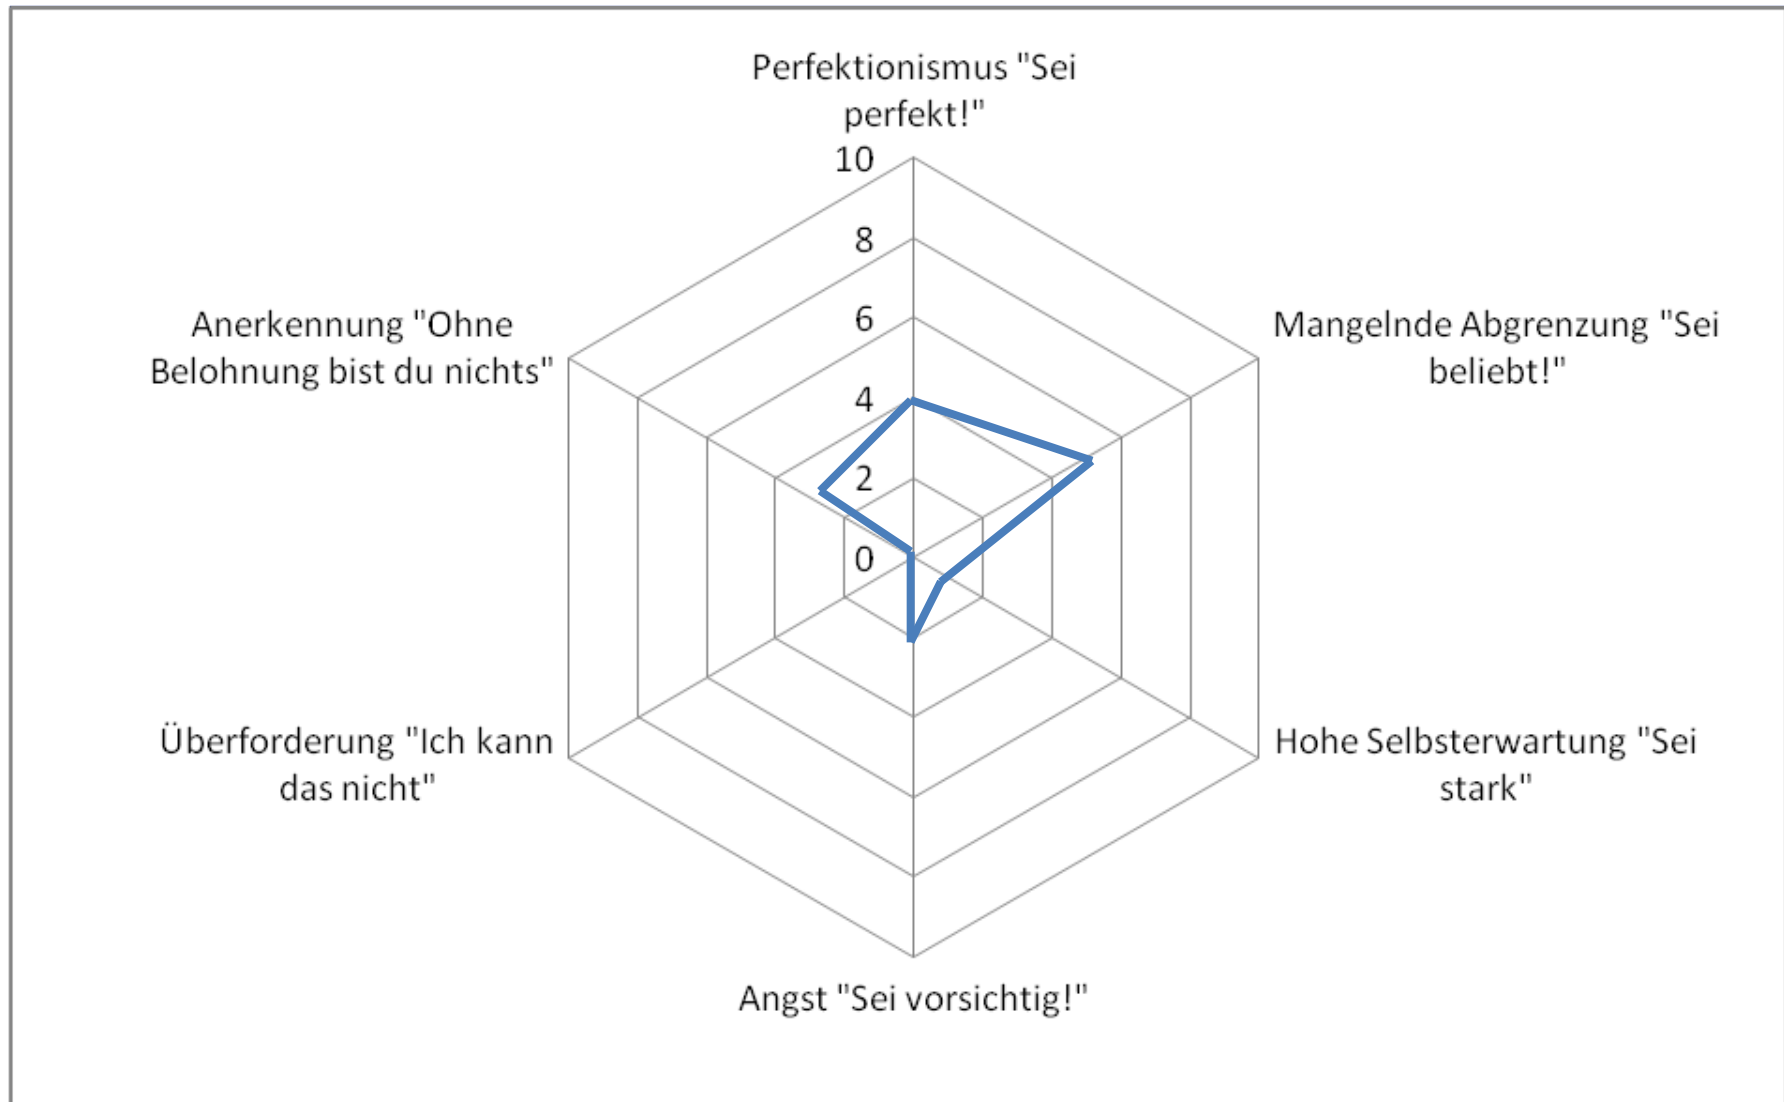 Perfektionismus "Sei
perfekt!"
10
8
6
4
2
0
Anerkennung "Ohne
Belohnung bist du nichts"
Mangelnde Abgrenzung "Sei
beliebt!"
Überforderung "Ich kann
das nicht"
Hohe Selbsterwartung "Sei
stark"
Angst "Sei vorsichtig!"